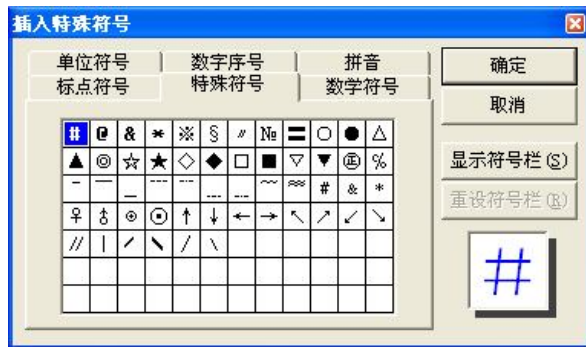 插入特殊符号
单位符号 数字序号 拼音
标点符号 特殊符号 数学符号
# @ & * ※ § 〃 № 〓 ○ ● △
▲ ◎ ☆ ★ ◇ ◆ □ ■ ▽ ▼ ㊣ ℅
ˉ ￣ ＿ ﹉ ﹊ ﹍ ﹎ ﹋ ﹌ ﹟ ﹠ ﹡
♀ ♂ ⊕ ⊙ ↑ ↓ ← → ↖ ↗ ↙ ↘
∥ ∣ ／ ＼ ∕ ﹨
确定
取消
显示符号栏(S)
重设符号栏(R)
#